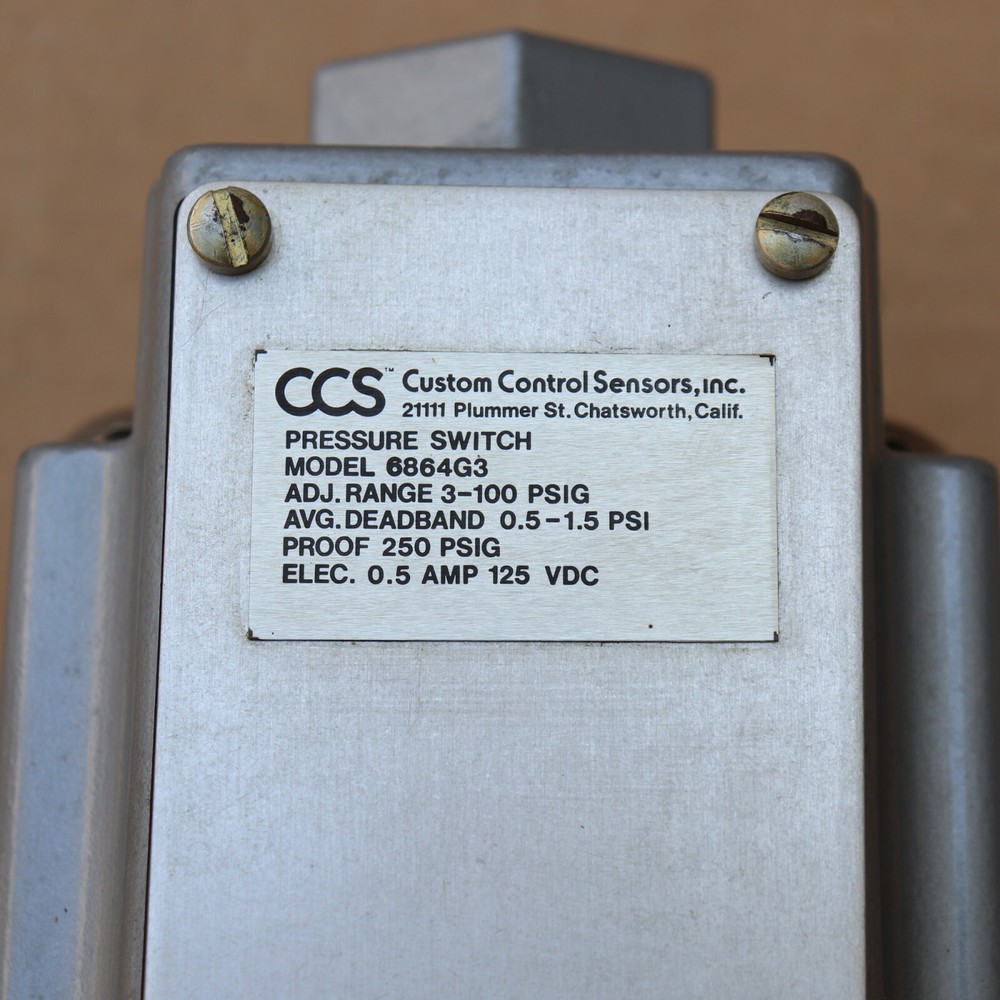 CCS™ Custom Control Sensors, Inc.
21111 Plummer St. Chatsworth, Calif.
PRESSURE SWITCH
MODEL 6864G3
ADJ. RANGE 3-100 PSIG
AVG. DEADBAND 0.5-1.5 PSI
PROOF 250 PSIG
ELEC. 0.5 AMP 125 VDC